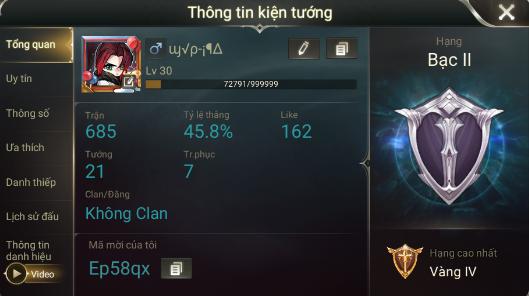 Thông tin kiện tướng
Tổng quan
Uy tín
Thông số
Ưa thích
Danh thiếp
Lịch sử đấu
Thông tin
danh hiệu
Video
Lv 30
72791/999999
Trận
685
Tỷ lệ thắng
45.8%
Like
162
Tướng
21
Tr.phục
7
Clan/Đảng
Không Clan
Mã mời của tôi
Ep58qx
Hạng
Bạc II
Hạng cao nhất
Vàng IV